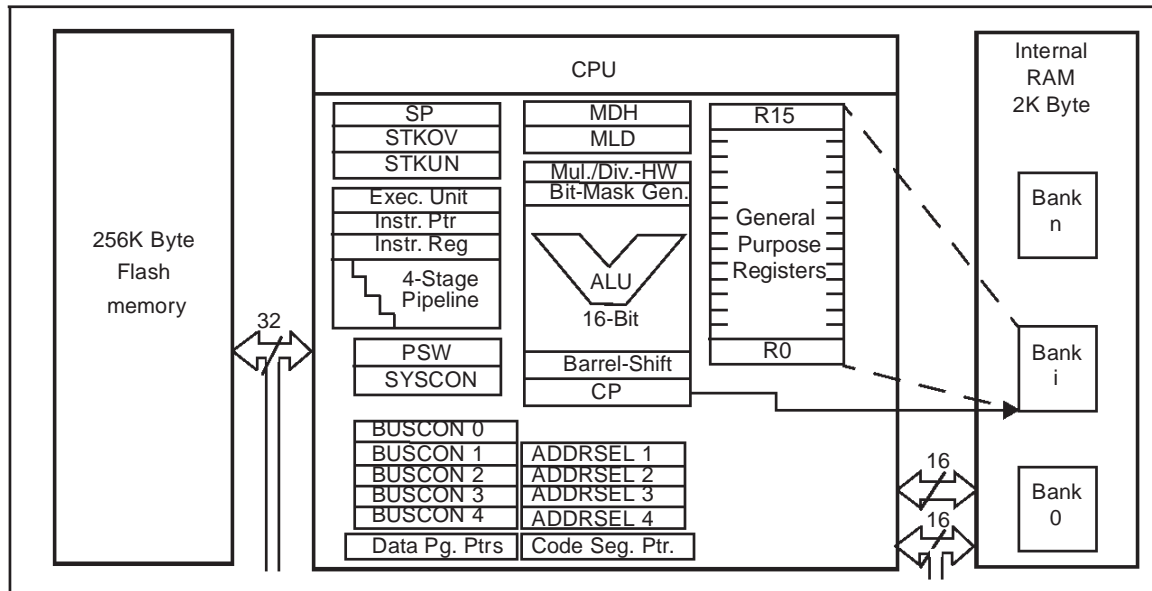 256K Byte
Flash
memory
32
CPU
SP
STKOV
STKUN
Exec. Unit
Instr. Ptr
Instr. Reg
4-Stage
Pipeline
PSW
SYSCON
BUSCON 0
BUSCON 1
BUSCON 2
BUSCON 3
BUSCON 4
Data Pg. Ptrs
MDH
MLD
Mul./Div.-HW
Bit-Mask Gen.
ALU
16-Bit
Barrel-Shift
CP
ADDRSEL 1
ADDRSEL 2
ADDRSEL 3
ADDRSEL 4
Code Seg. Ptr.
R15
General
Purpose
Registers
R0
16
16
Internal
RAM
2K Byte
Bank
n
Bank
i
Bank
0